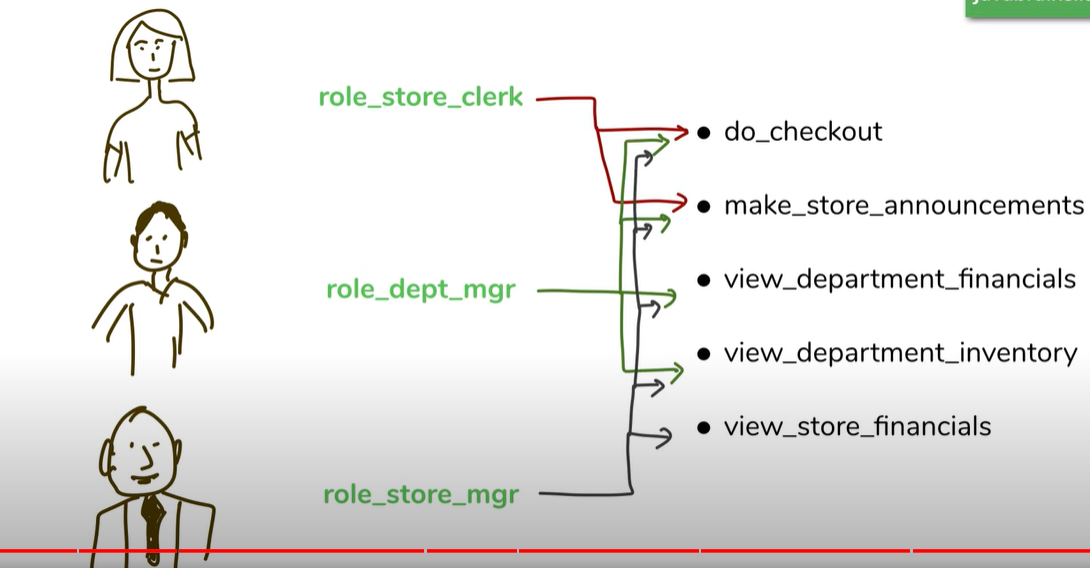 role_store_clerk
do_checkout
make_store_announcements
role_dept_mgr
view_department_financials
view_department_inventory
view_store_financials
role_store_mgr